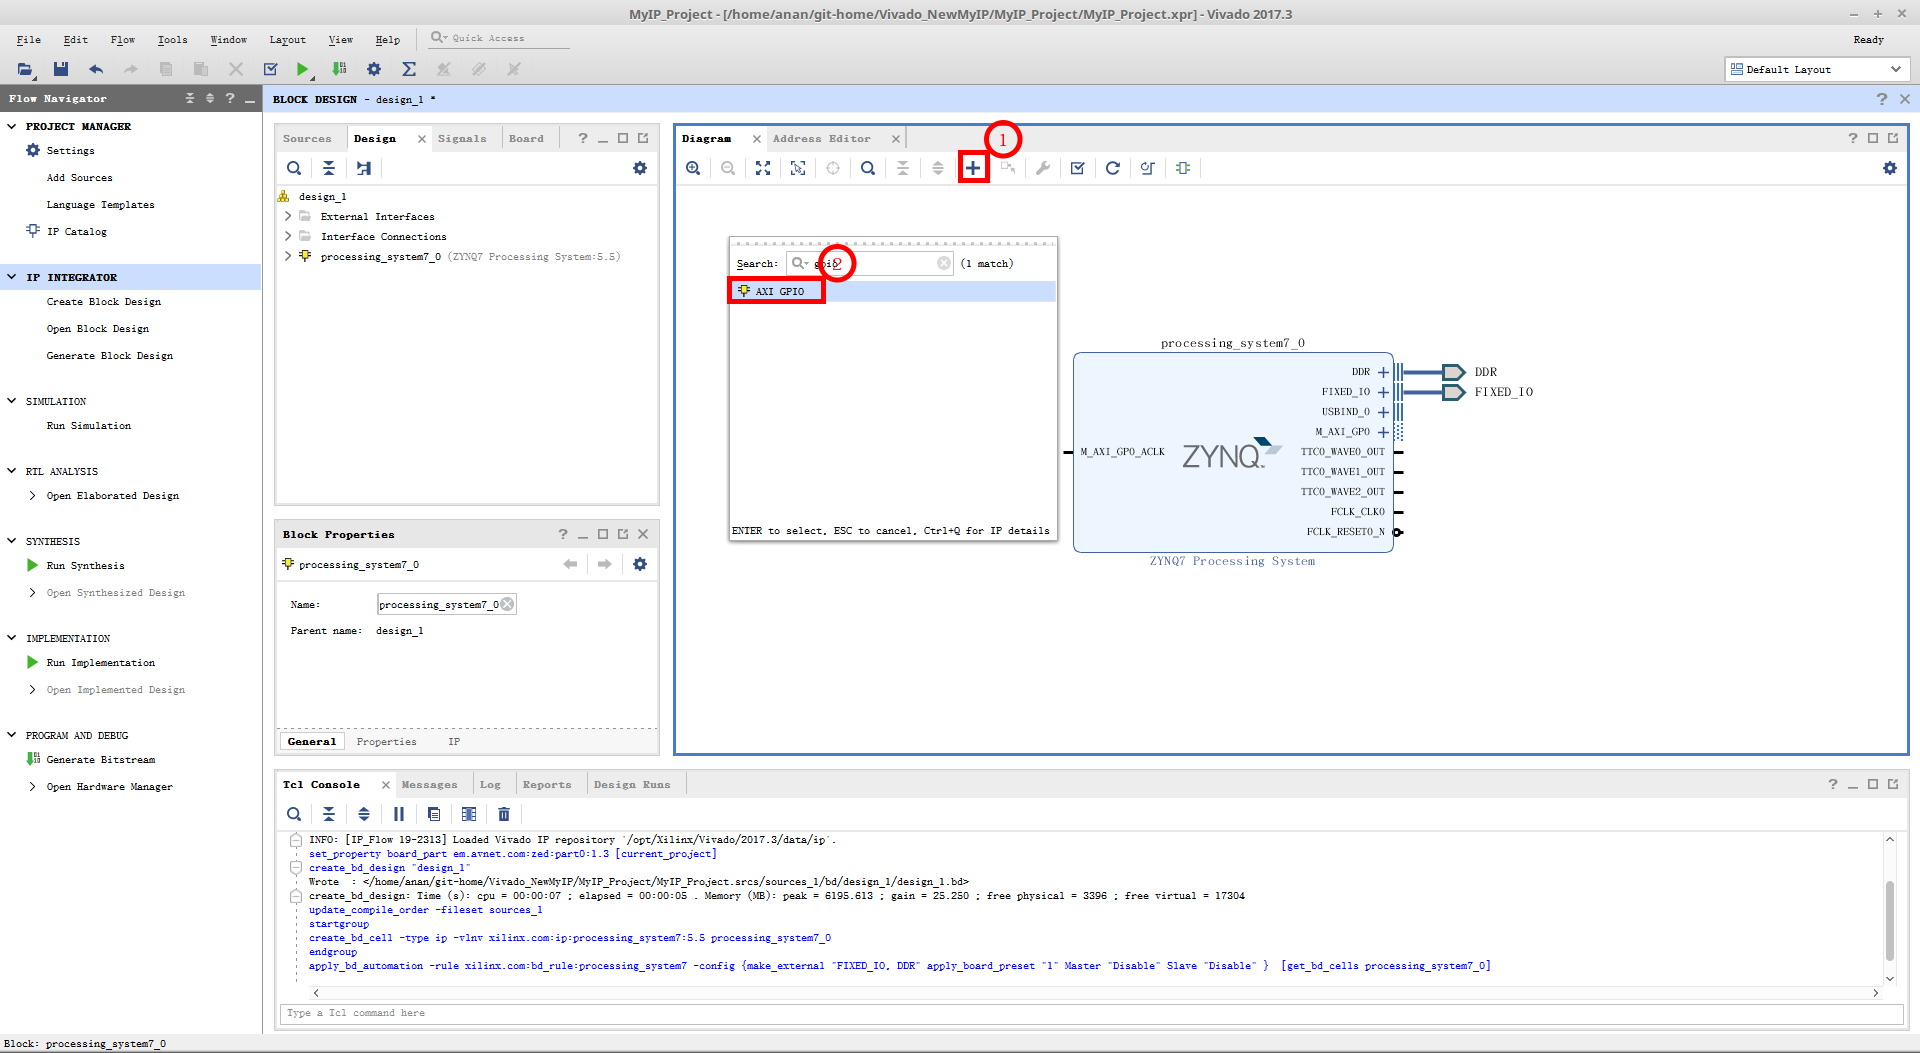 MyIP_Project - [/home/anan/git-home/Vivado_NewMyIP/MyIP_Project/MyIP_Project.xpr] - Vivado 2017.3
File Edit Flow Tools Window Layout View Help Quick Access Ready
Default Layout
Flow Navigator
PROJECT MANAGER
Settings
Add Sources
Language Templates
IP Catalog
IP INTEGRATOR
Create Block Design
Open Block Design
Generate Block Design
SIMULATION
Run Simulation
RTL ANALYSIS
Open Elaborated Design
SYNTHESIS
Run Synthesis
Open Synthesized Design
IMPLEMENTATION
Run Implementation
Open Implemented Design
PROGRAM AND DEBUG
Generate Bitstream
Open Hardware Manager
BLOCK DESIGN - design_1 *
Sources Design Signals Board
design_1
External Interfaces
Interface Connections
processing_system7_0 (ZYNQ7 Processing System:5.5)
Block Properties
processing_system7_0
Name: processing_system7_0
Parent name: design_1
General Properties IP
Diagram Address Editor
1
Search: gpio (1 match)
2
AXI GPIO
ENTER to select, ESC to cancel, Ctrl+Q for IP details
processing_system7_0
DDR
FIXED_IO
USBIND_0
M_AXI_GP0
M_AXI_GP0_ACLK
ZYNQ
TTC0_WAVE0_OUT
TTC0_WAVE1_OUT
TTC0_WAVE2_OUT
FCLK_CLK0
FCLK_RESET0_N
DDR
FIXED_IO
ZYNQ7 Processing System
Tcl Console Messages Log Reports Design Runs
INFO: [IP_Flow 19-2313] Loaded Vivado IP repository '/opt/Xilinx/Vivado/2017.3/data/ip'.
set_property board_part em.avnet.com:zed:part0:1.3 [current_project]
create_bd_design "design_1"
Wrote : </home/anan/git-home/Vivado_NewMyIP/MyIP_Project/MyIP_Project.srcs/sources_1/bd/design_1/design_1.bd>
create_bd_design: Time (s): cpu = 00:00:07 ; elapsed = 00:00:05 . Memory (MB): peak = 6195.613 ; gain = 25.250 ; free physical = 3396 ; free virtual = 17304
update_compile_order -fileset sources_1
startgroup
create_bd_cell -type ip -vlnv xilinx.com:ip:processing_system7:5.5 processing_system7_0
endgroup
apply_bd_automation -rule xilinx.com:bd_rule:processing_system7 -config {make_external "FIXED_IO, DDR" apply_board_preset "1" Master "Disable" Slave "Disable" } [get_bd_cells processing_system7_0]
Type a Tcl command here
Block: processing_system7_0